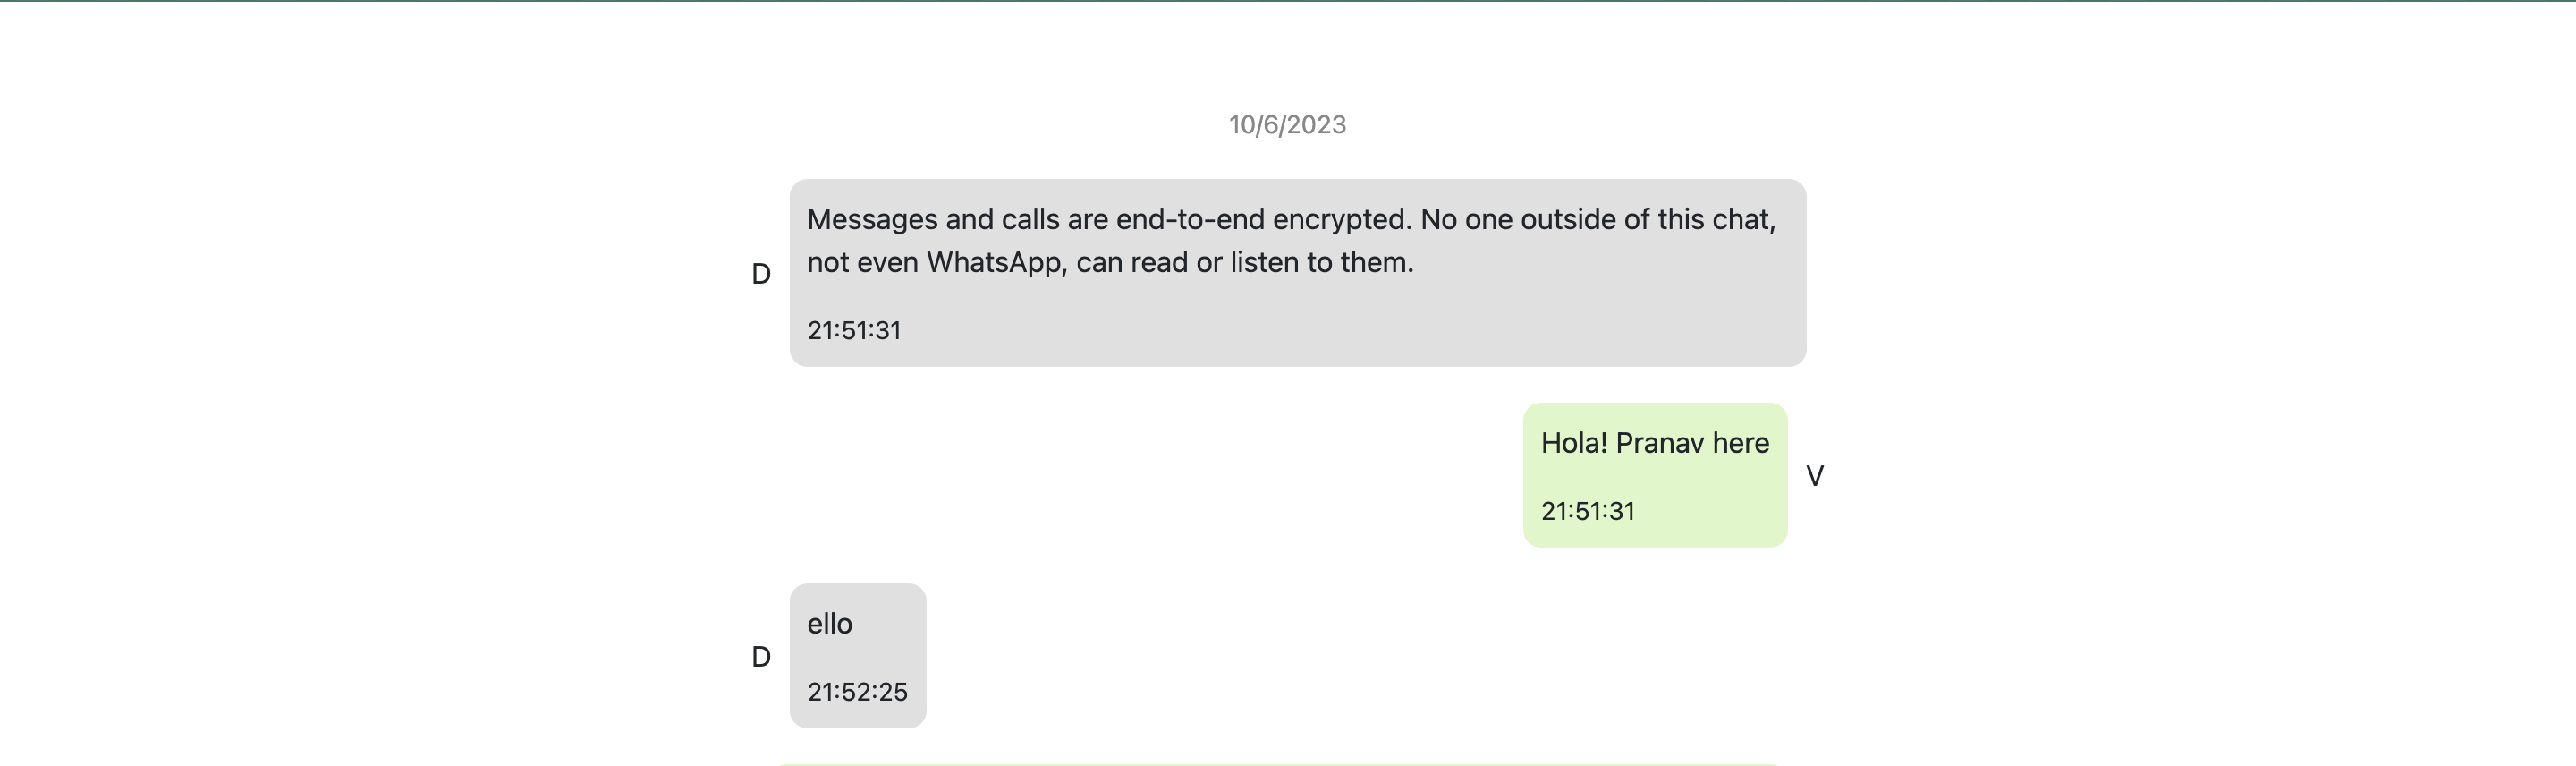 10/6/2023
Messages and calls are end-to-end encrypted. No one outside of this chat,
not even WhatsApp, can read or listen to them.
D
21:51:31
Hola! Pranav here
V
21:51:31
ello
D
21:52:25